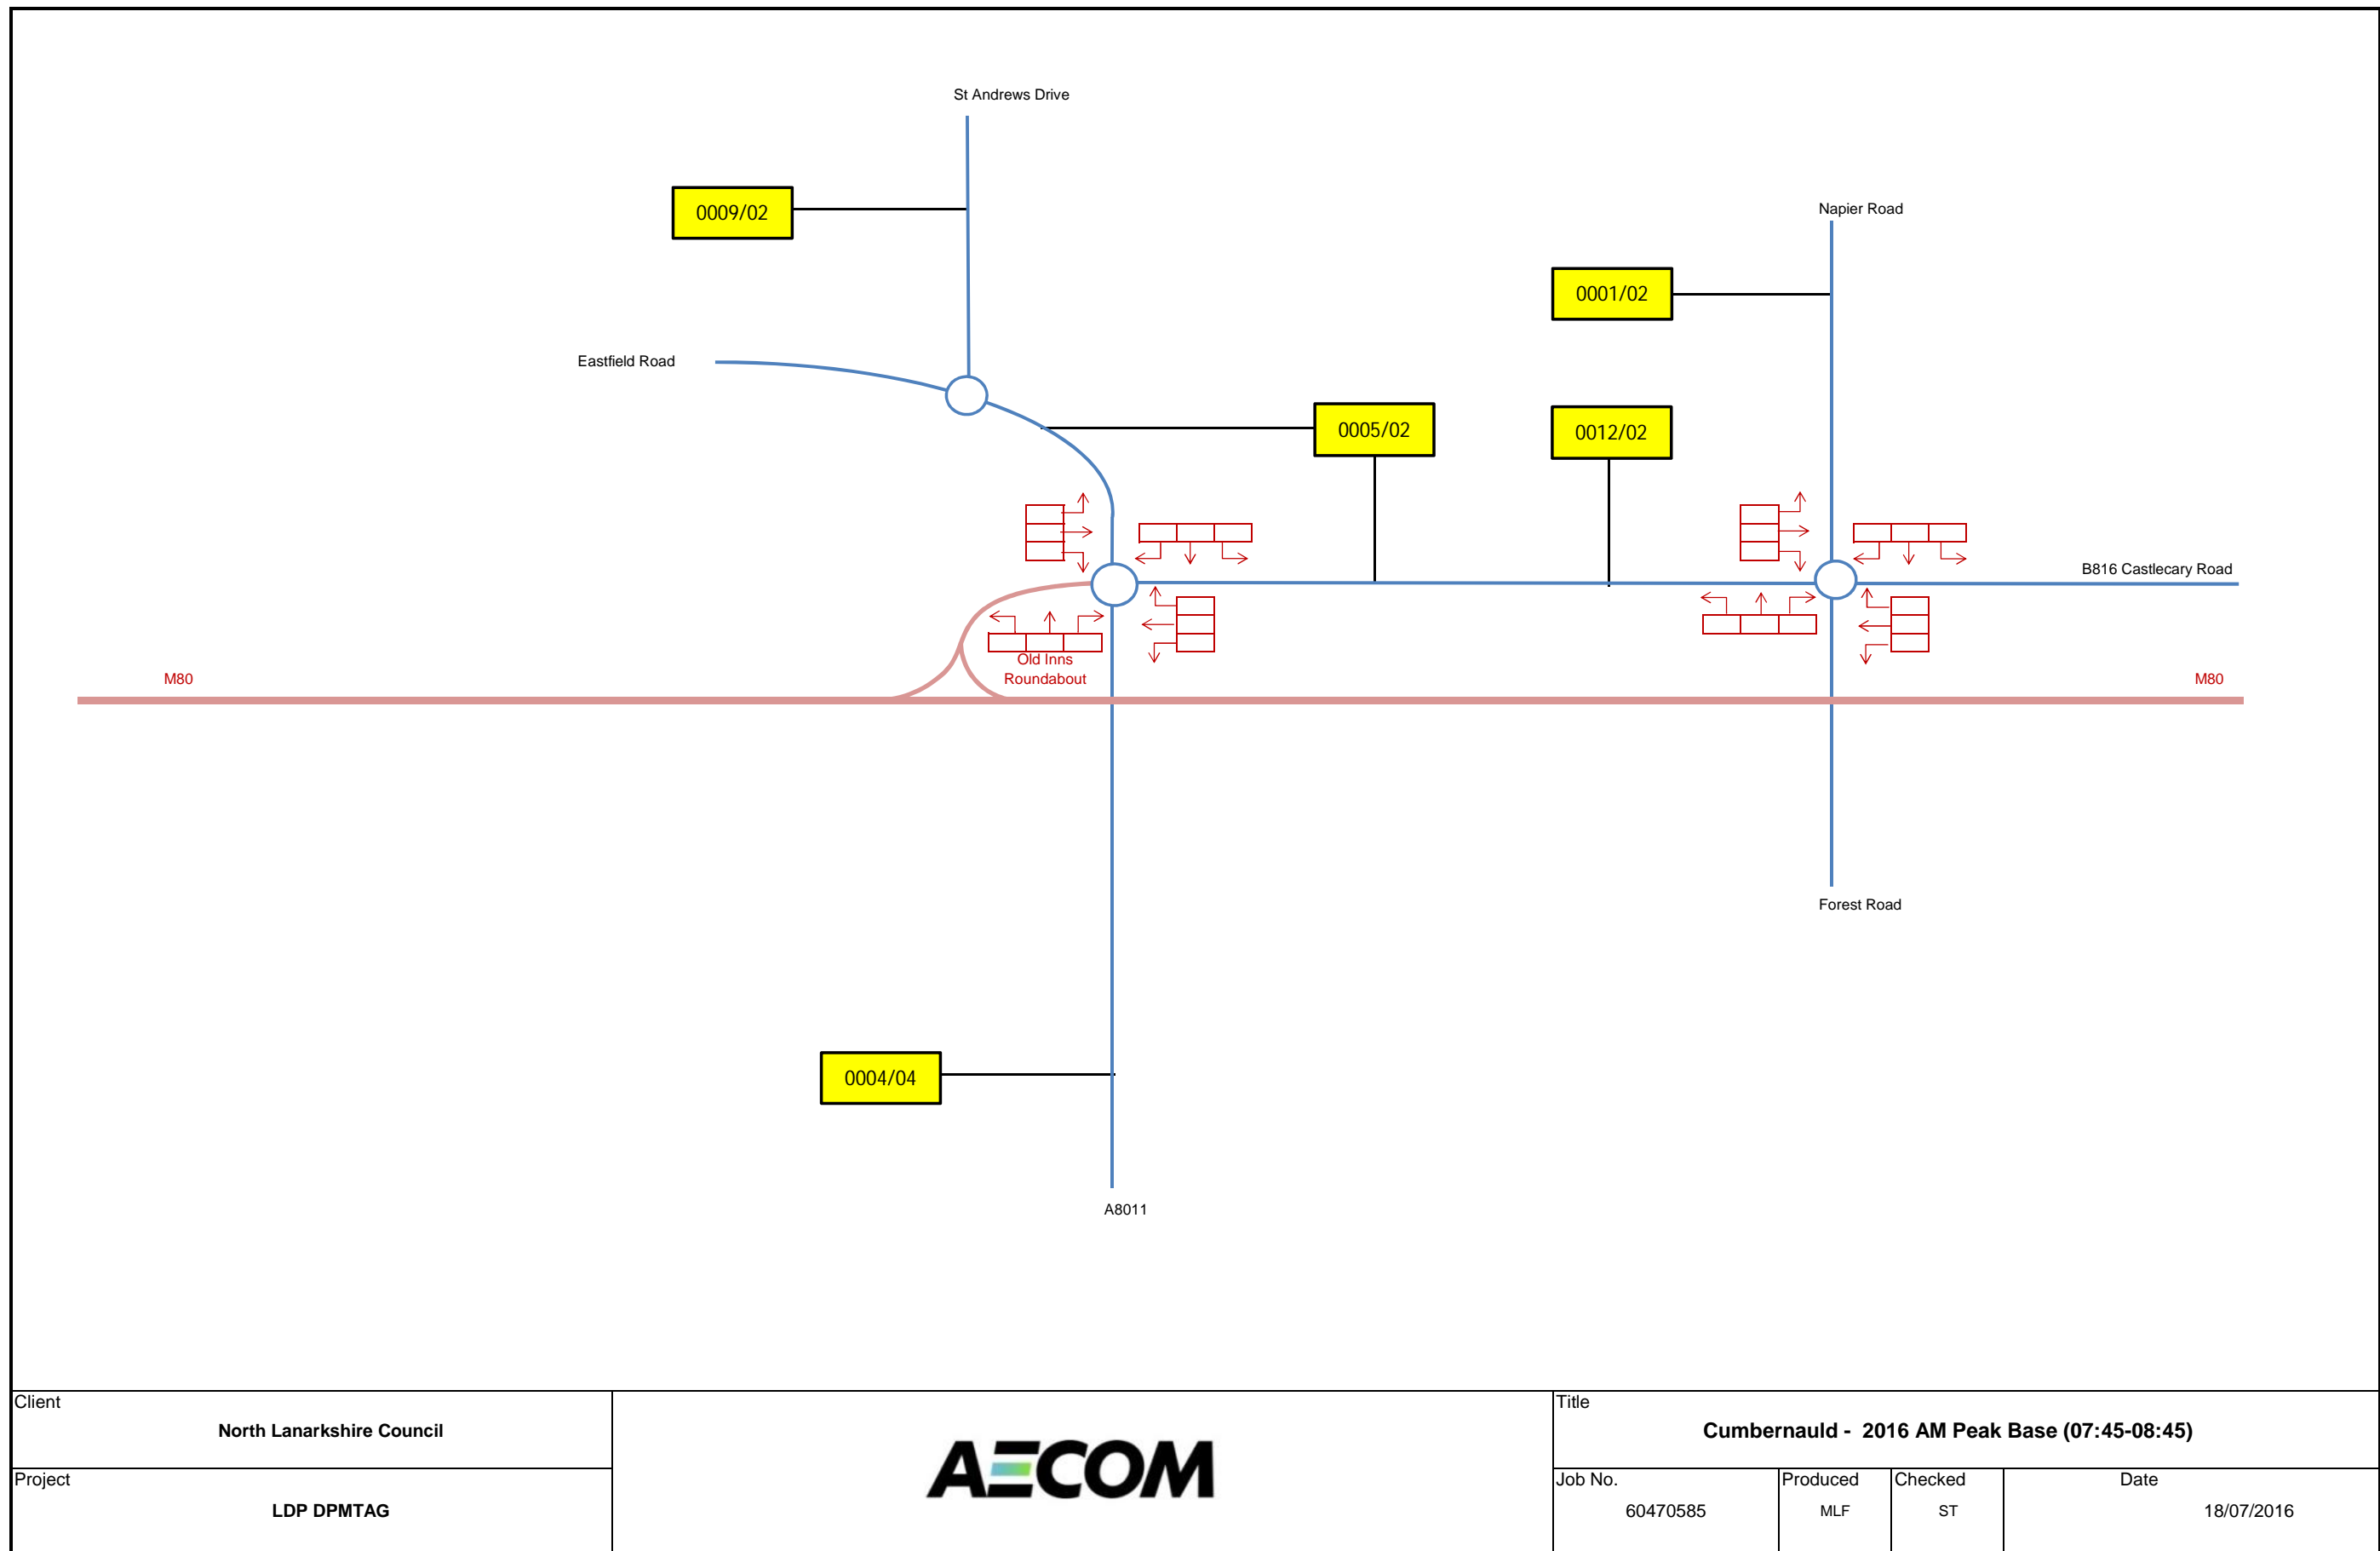 St Andrews Drive
0009/02
Napier Road
0001/02
Eastfield Road
0005/02
0012/02
B816 Castlecary Road
Old Inns
Roundabout
M80
M80
Forest Road
0004/04
A8011
Client
North Lanarkshire Council
Project
LDP DPMTAG
AECOM
Title
Cumbernauld - 2016 AM Peak Base (07:45-08:45)
Job No.
60470585
Produced
MLF
Checked
ST
Date
18/07/2016